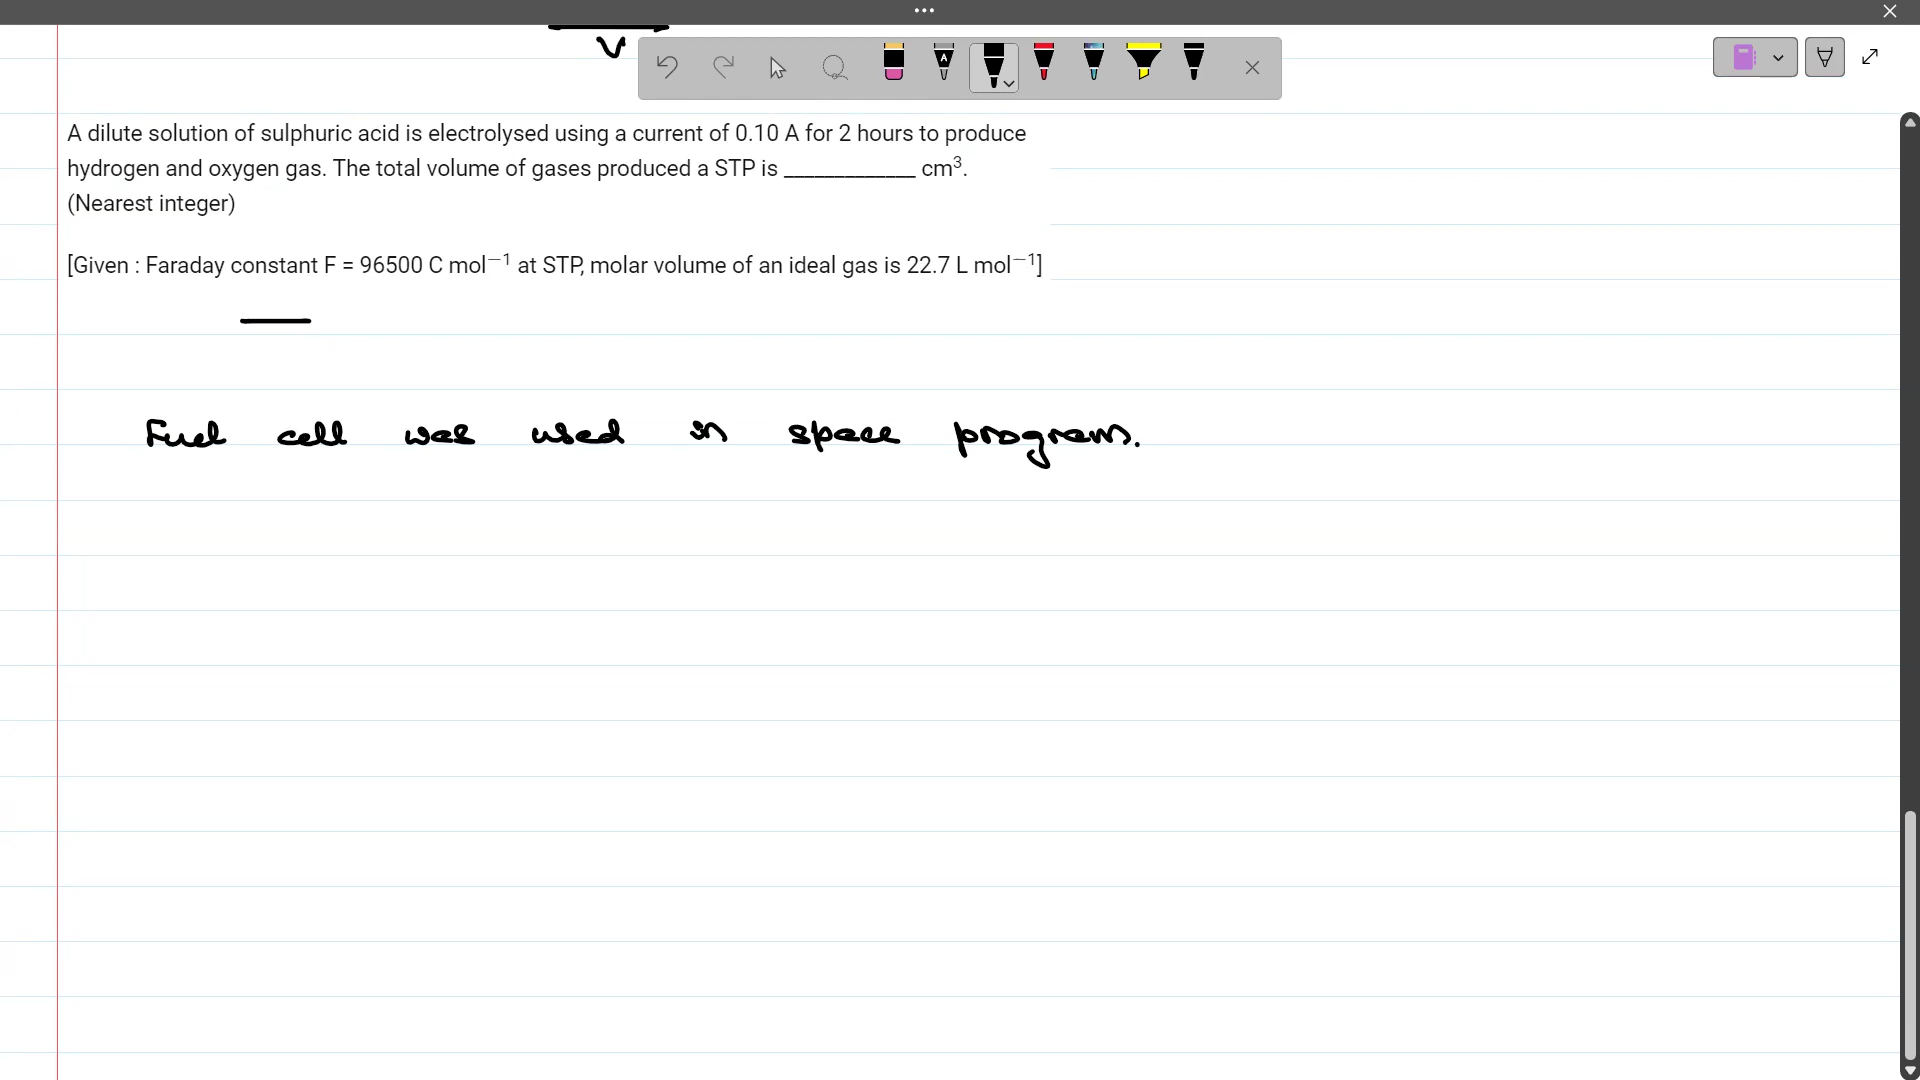 V
A dilute solution of sulphuric acid is electrolysed using a current of 0.10 A for 2 hours to produce
hydrogen and oxygen gas. The total volume of gases produced a STP is _____________ cm³.
(Nearest integer)
[Given : Faraday constant F = 96500 C mol⁻¹ at STP, molar volume of an ideal gas is 22.7 L mol⁻¹]
Fuel cell was used in space program.